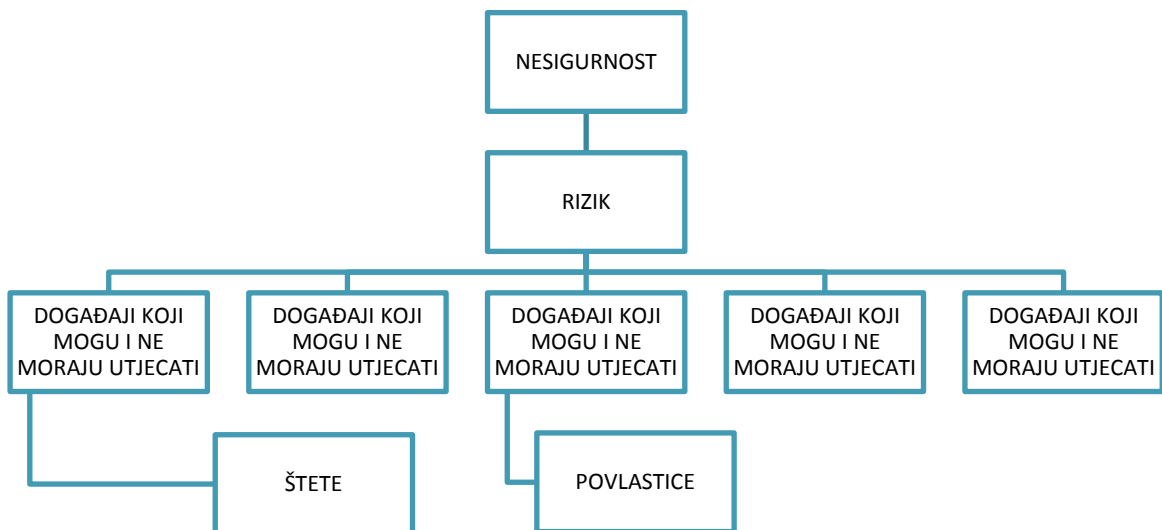 NESIGURNOST
RIZIK
DOGAĐAJI KOJI
MOGU I NE
MORAJU UTJECATI
DOGAĐAJI KOJI
MOGU I NE
MORAJU UTJECATI
DOGAĐAJI KOJI
MOGU I NE
MORAJU UTJECATI
DOGAĐAJI KOJI
MOGU I NE
MORAJU UTJECATI
DOGAĐAJI KOJI
MOGU I NE
MORAJU UTJECATI
ŠTETE
POVLASTICE